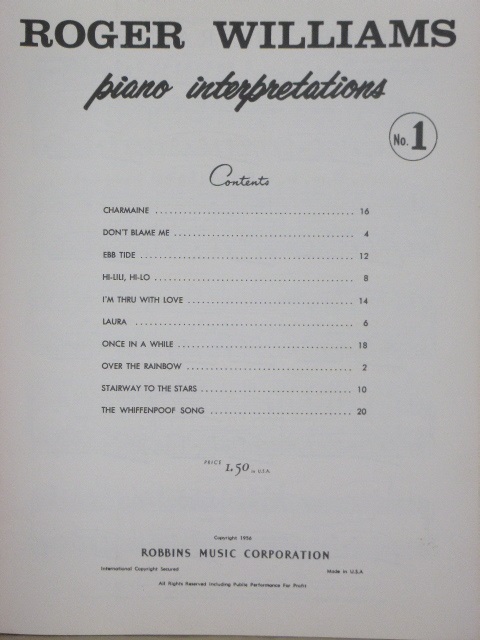 ROGER WILLIAMS
piano interpretations
No. 1
Contents
CHARMAINE ................................................ 16
DON'T BLAME ME ........................................... 4
EBB TIDE .................................................... 12
HI-LILI, HI-LO ................................................ 8
I'M THRU WITH LOVE ....................................... 14
LAURA ..................................................... 6
ONCE IN A WHILE .......................................... 18
OVER THE RAINBOW ........................................ 2
STAIRWAY TO THE STARS .................................... 10
THE WHIFFENPOOF SONG .................................. 20
PRICE 1.50 in U.S.A.
Copyright 1956
ROBBINS MUSIC CORPORATION
International Copyright Secured Made in U.S.A
All Rights Reserved Including Public Performance For Profit